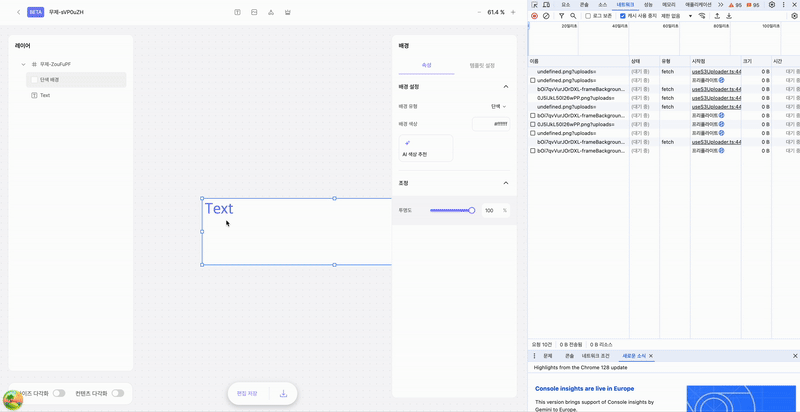 BETA 무제-sVP0uZH
61.4 %
레이어
무제-ZouFuPF
단색 배경
Text
Text
이즈 다각화
컨텐츠 다각화
편집 저장
배경
속성
템플릿 설정
배경 설정
배경 유형
단색
배경 색상
#ffffff
AI 색상 추천
조정
투명도
100 %
요소
콘솔
소스
네트워크
성능
메모리
애플리케이션
95
95
로그 보존
캐시 사용 중지
제한 없음
20밀리초
40밀리초
60밀리초
80밀리초
100밀리초
이름 상태 유형 시작점 크기 시간
undefined.png?uploads= (대기 중) fetch useS3Uploader.ts:44 0 B 대기 중
undefined.png?uploads= (대기 중) 프리플라이트 0 B 대기 중
bOi7qvVurJOrDXL-frameBackgroun... (대기 중) fetch useS3Uploader.ts:44 0 B 대기 중
0J5lJkL50l26wPP.png?uploads= (대기 중) fetch useS3Uploader.ts:44 0 B 대기 중
bOi7qvVurJOrDXL-frameBackgroun... (대기 중) 프리플라이트 0 B 대기 중
0J5lJkL50l26wPP.png?uploads= (대기 중) 프리플라이트 0 B 대기 중
undefined.png?uploads= (대기 중) 프리플라이트 0 B 대기 중
bOi7qvVurJOrDXL-frameBackgroun... (대기 중) fetch useS3Uploader.ts:44 0 B 대기 중
bOi7qvVurJOrDXL-frameBackgroun... (대기 중) 프리플라이트 0 B 대기 중
요청 10건 0 B 전송됨 0 B 리소스
문제
콘솔
네트워크 조건
새로운 소식
Highlights from the Chrome 128 update
Console insights are live in Europe
This version brings support of Console insights by
Gemini to Europe.